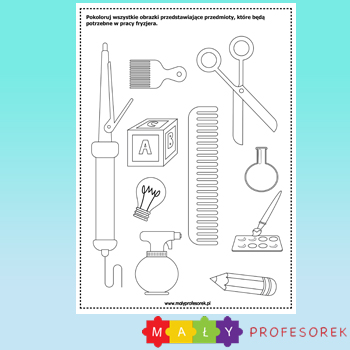 Pokoloruj wszystkie obrazki przedstawiające przedmioty, które będą
potrzebne w pracy fryzjera.
C
A B
www.malyprofesorek.pl
MAŁY PROFESOREK